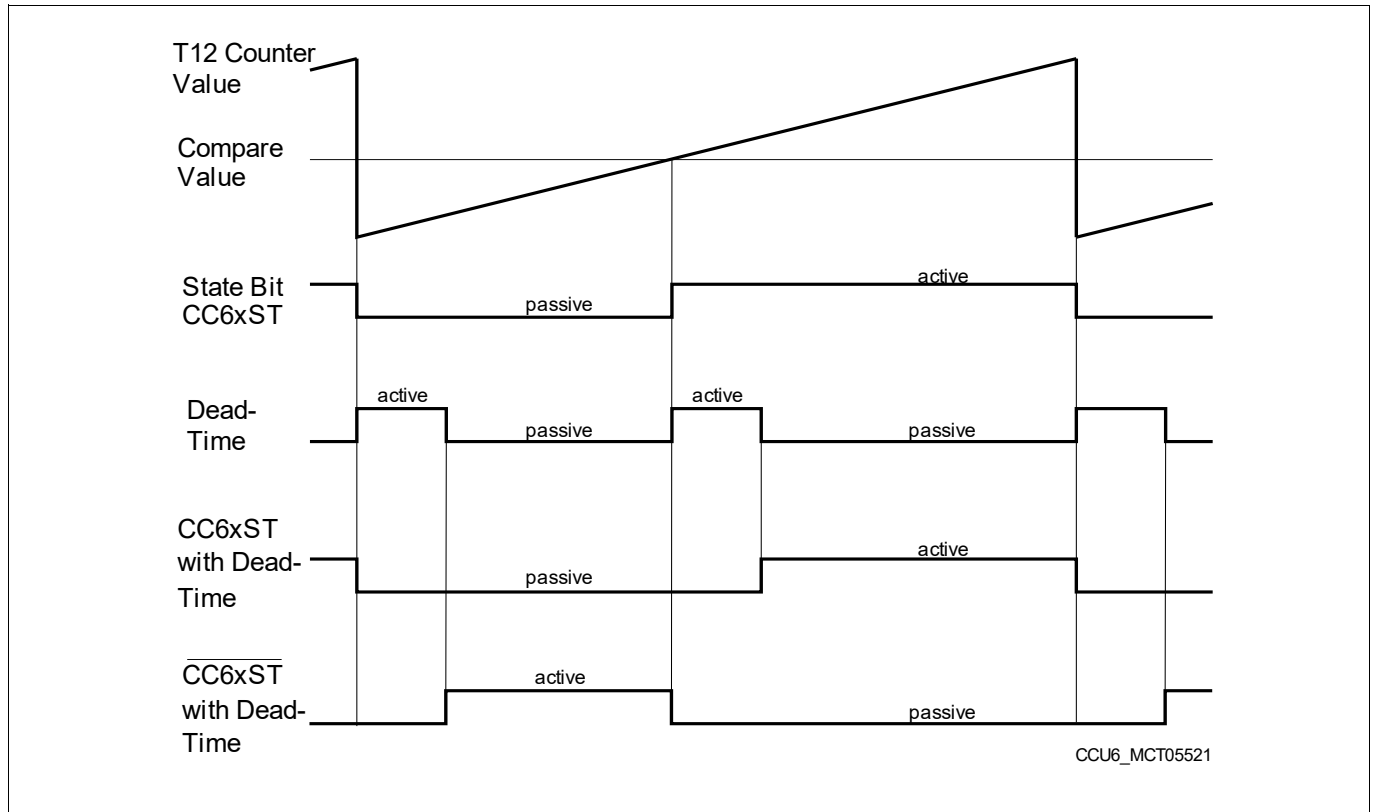 T12 Counter
Value
Compare
Value
State Bit
CC6xST
active
passive
Dead-
Time
active
active
passive
passive
CC6xST
with Dead-
Time
active
passive
CC6xST
with Dead-
Time
active
passive
CCU6_MCT05521